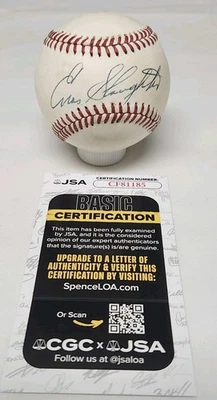 Enos Slaughter
JSA
CERTIFICATION NUMBER:
CF81185
BASIC
CERTIFICATION
This item has been fully examined
by JSA, and it is the considered
opinion of our expert authenticators
that the signature(s) is/are genuine.
UPGRADE TO A LETTER OF
AUTHENTICITY & VERIFY THIS
CERTIFICATION BY VISITING:
SpenceLOA.com
Or Scan
CGC x JSA
Follow us @jsaloa